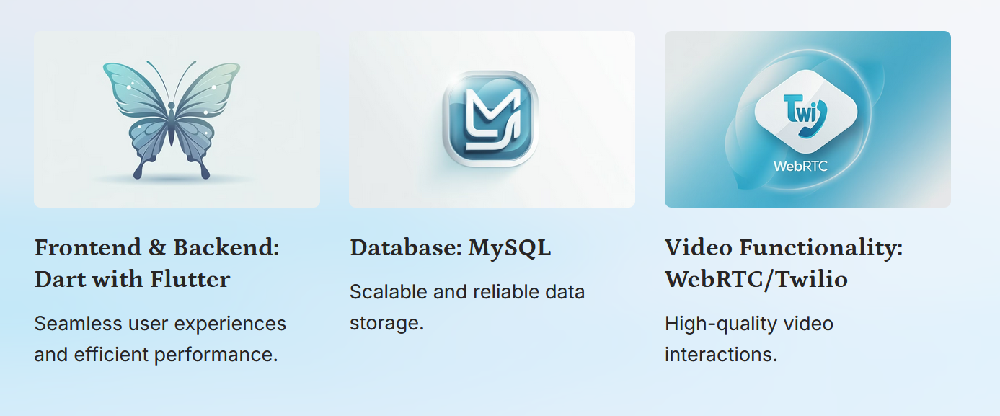 Twij
WebRTC
Frontend & Backend:
Dart with Flutter
Seamless user experiences
and efficient performance.
Database: MySQL
Scalable and reliable data
storage.
Video Functionality:
WebRTC/Twilio
High-quality video
interactions.